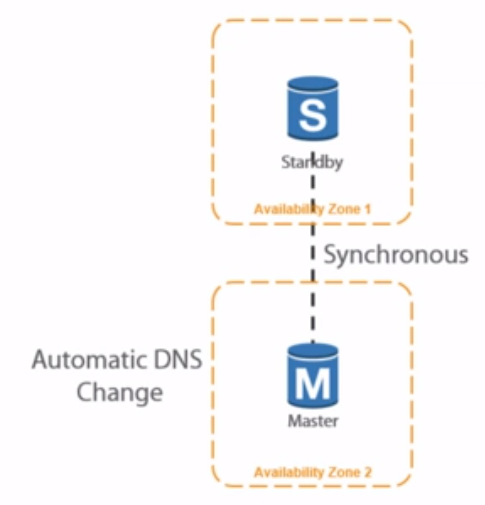 S
Standby
Availability Zone 1
Synchronous
Automatic DNS
Change
M
Master
Availability Zone 2